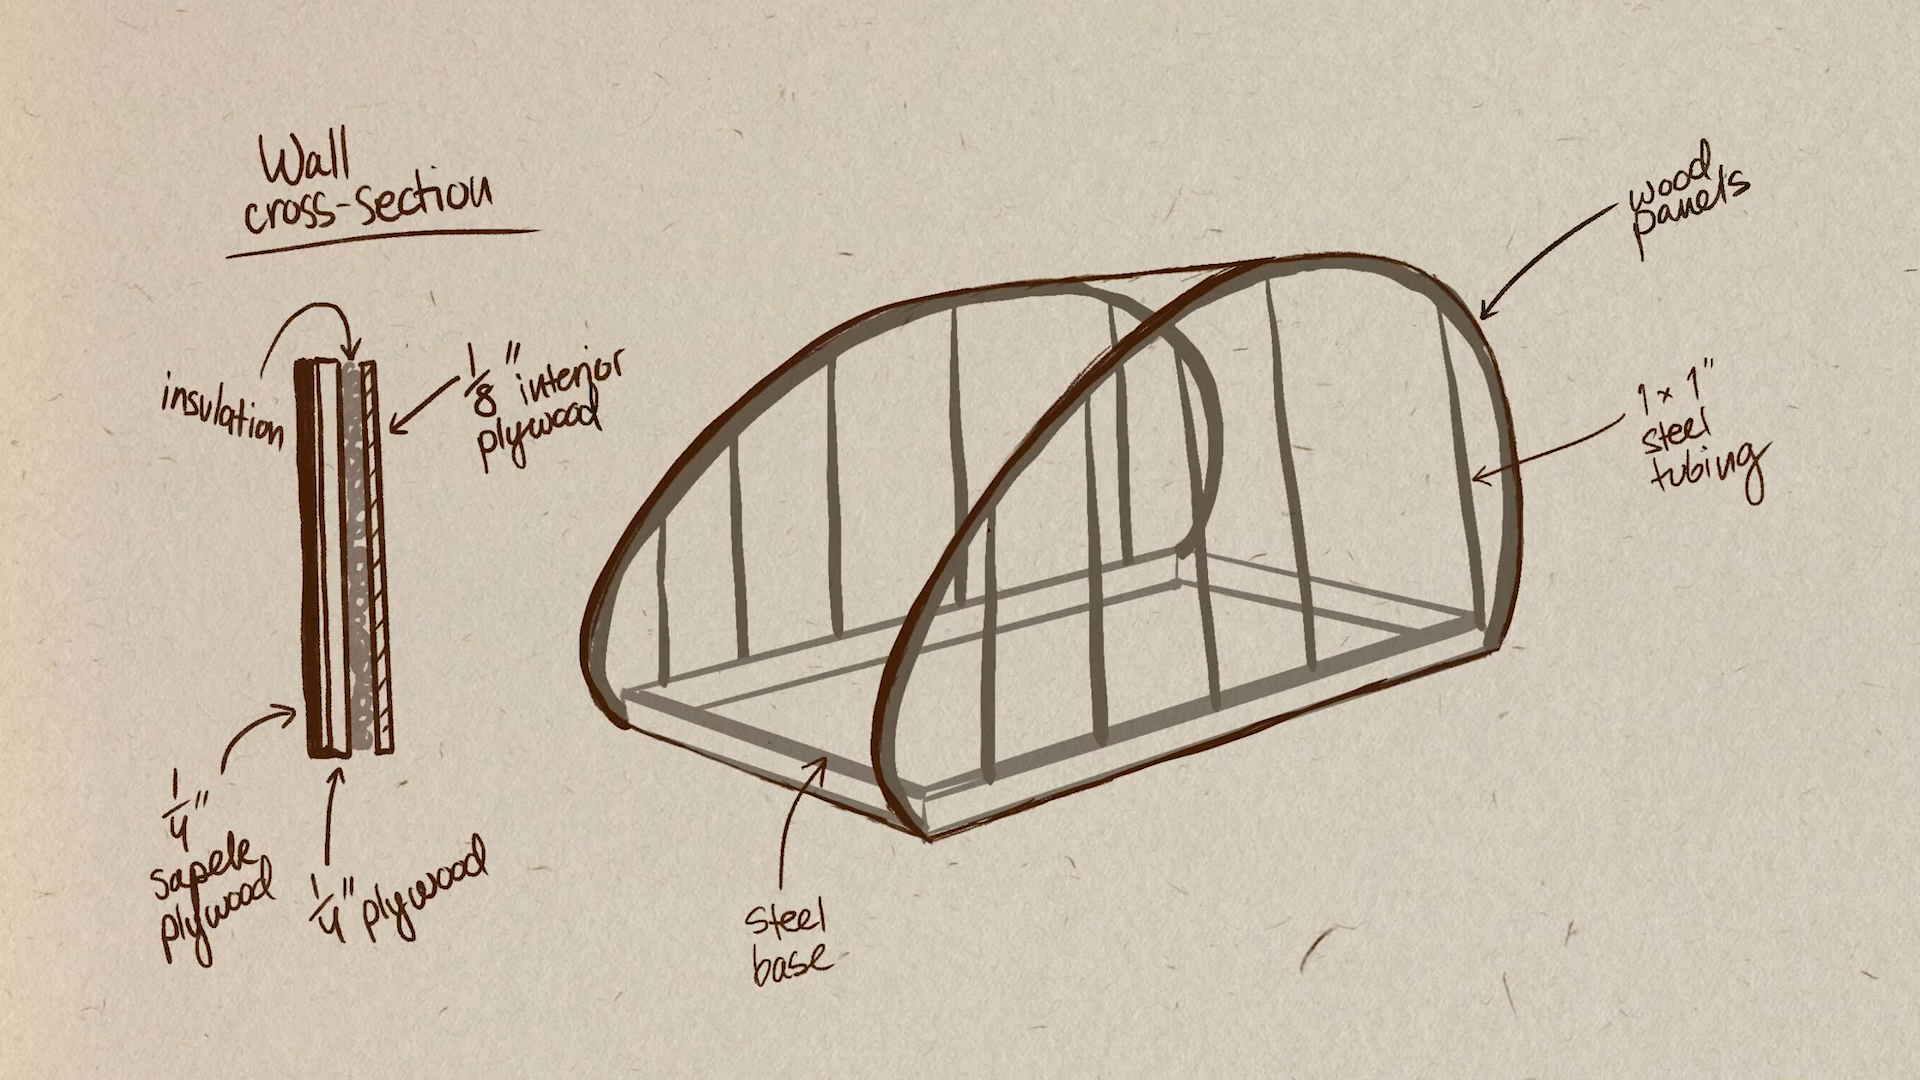 Wall
cross-section
insulation
1/8" interior
plywood
1/4"
sapele
plywood
1/4" plywood
wood
panels
1 x 1"
steel
tubing
steel
base